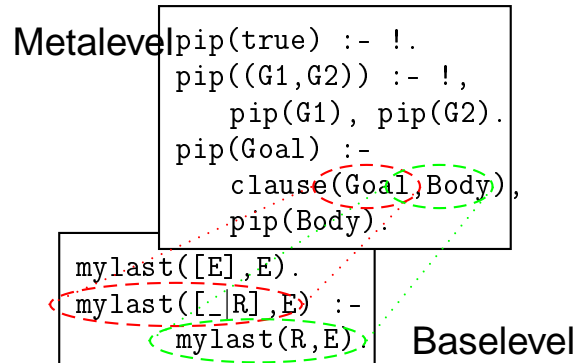 Metalevel
pip(true) :- !.
pip((G1,G2)) :- !,
pip(G1), pip(G2).
pip(Goal) :-
clause(Goal,Body),
pip(Body).
mylast([E],E).
mylast([_|R],E) :-
mylast(R,E).
Baselevel